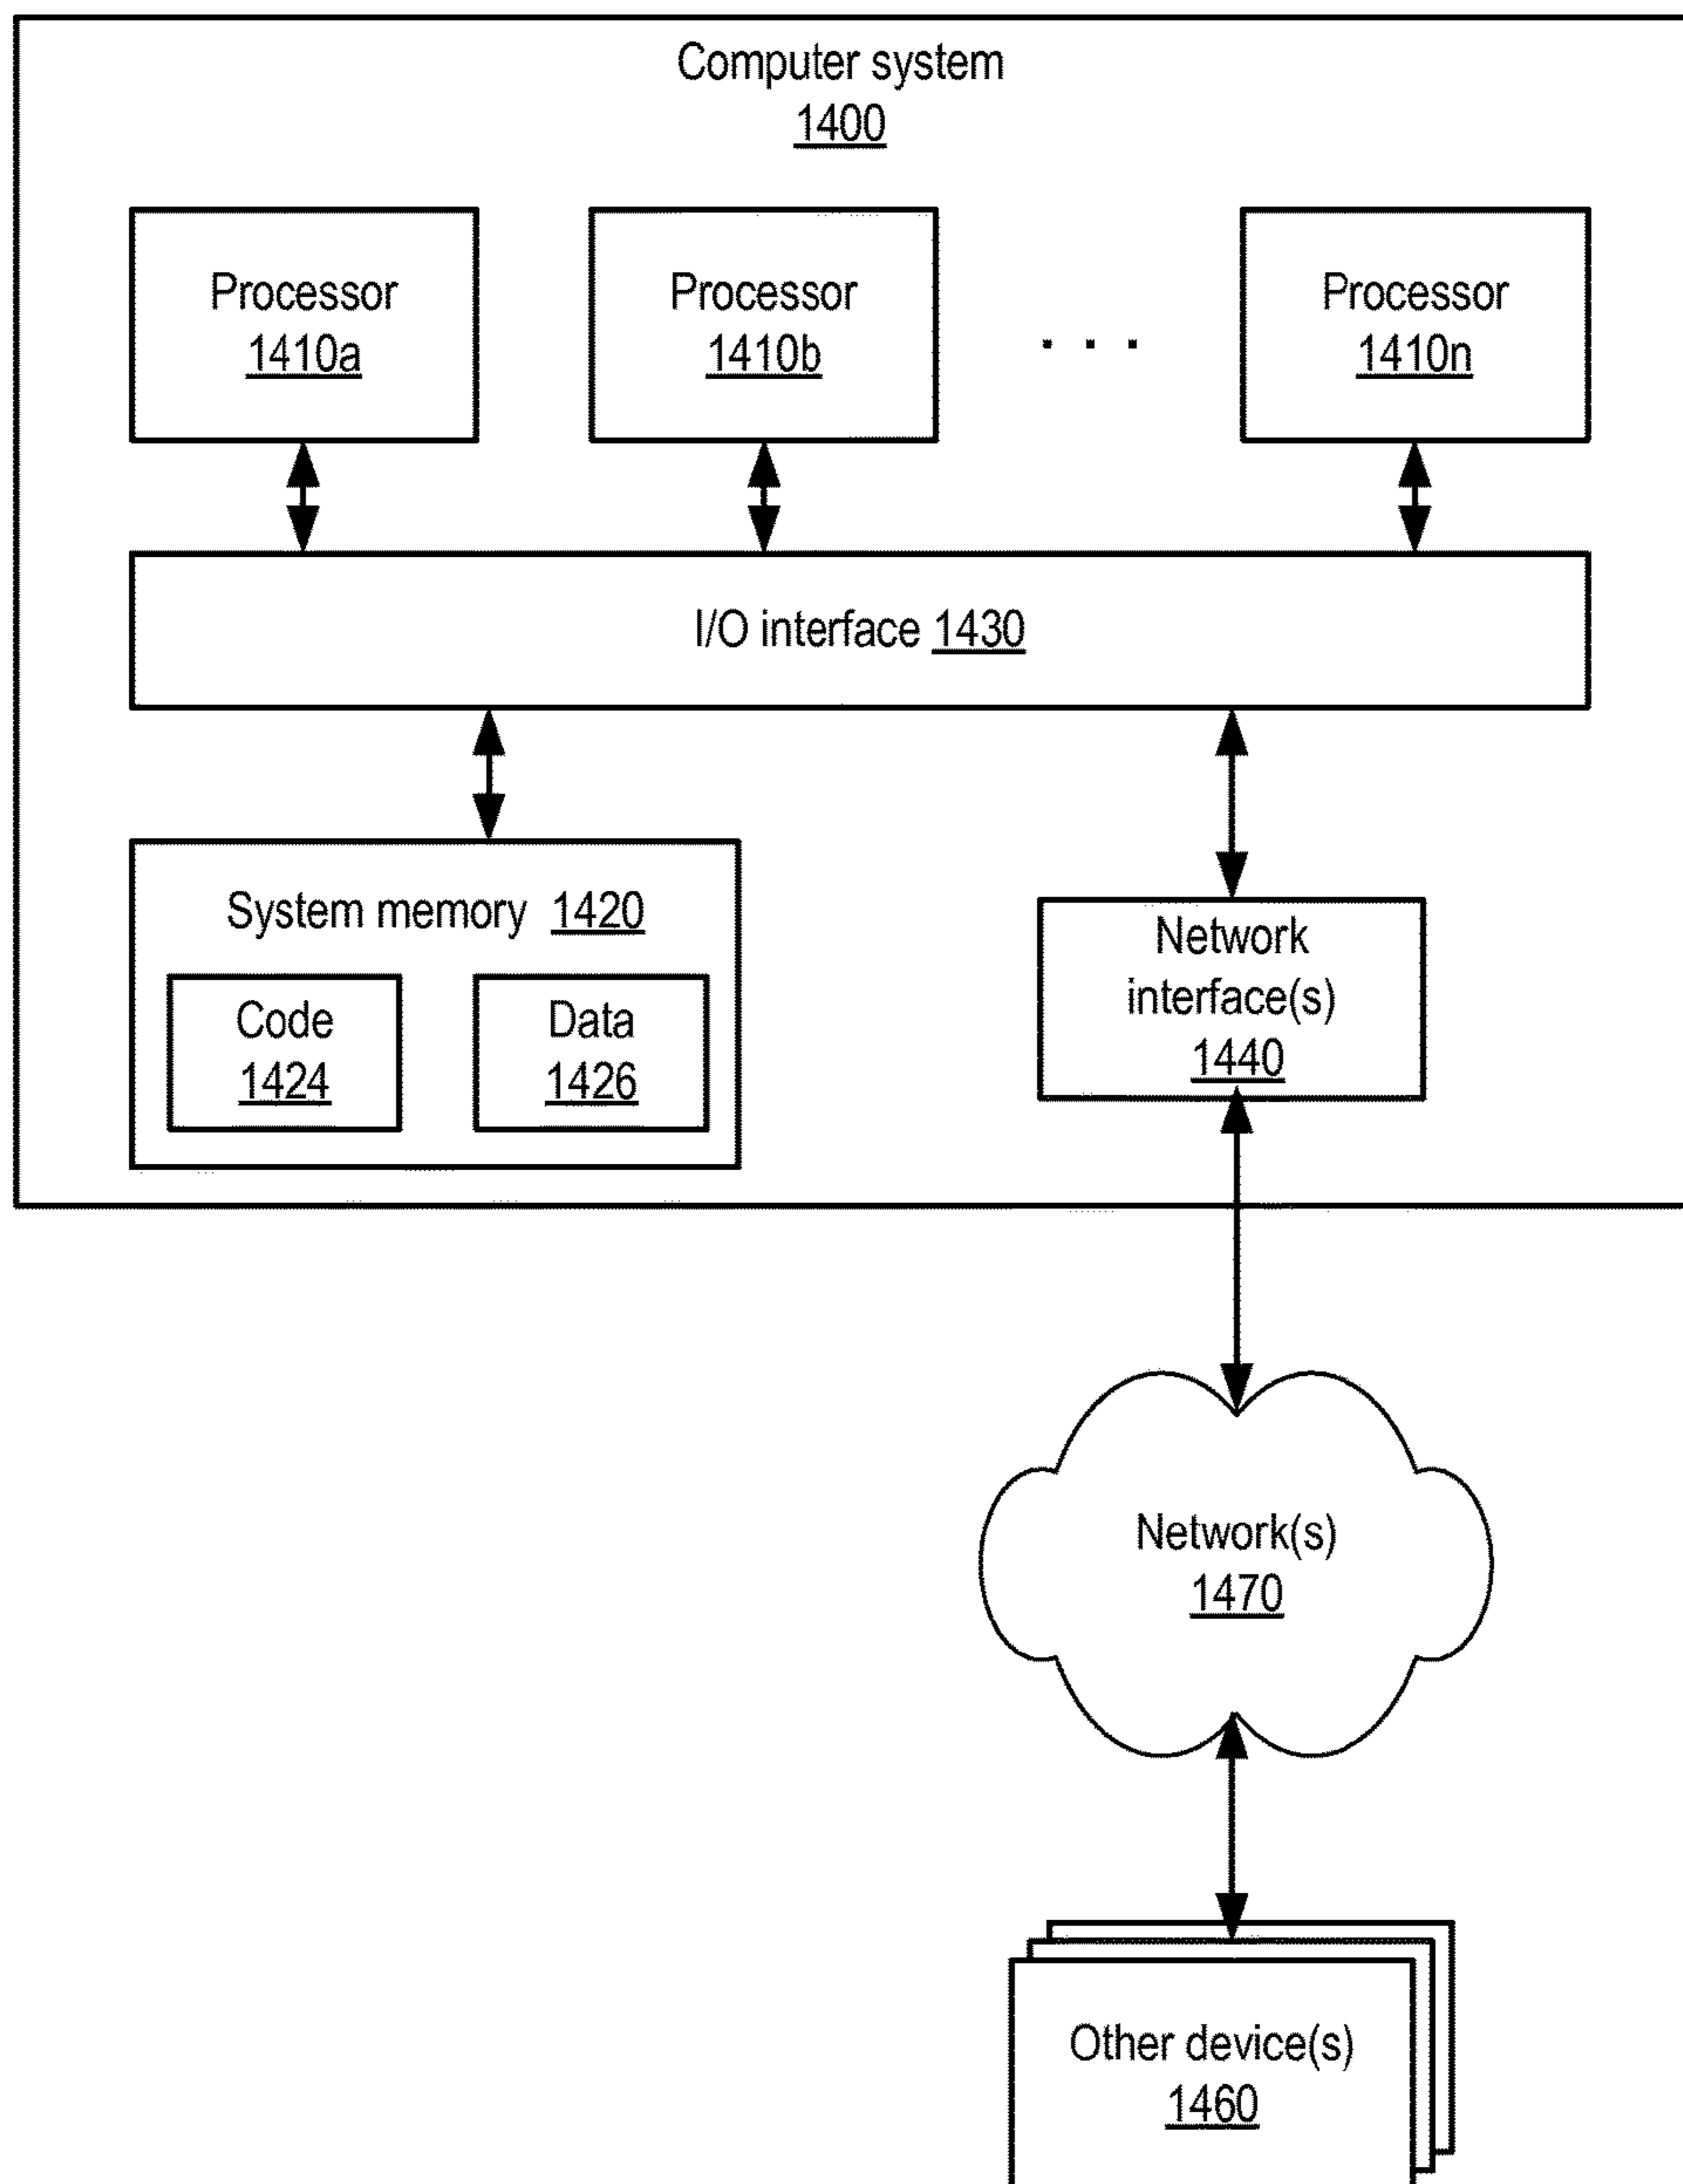 Computer system
1400
Processor
1410a
Processor
1410b
. . .
Processor
1410n
I/O interface 1430
System memory 1420
Code
1424
Data
1426
Network
interface(s)
1440
Network(s)
1470
Other device(s)
1460